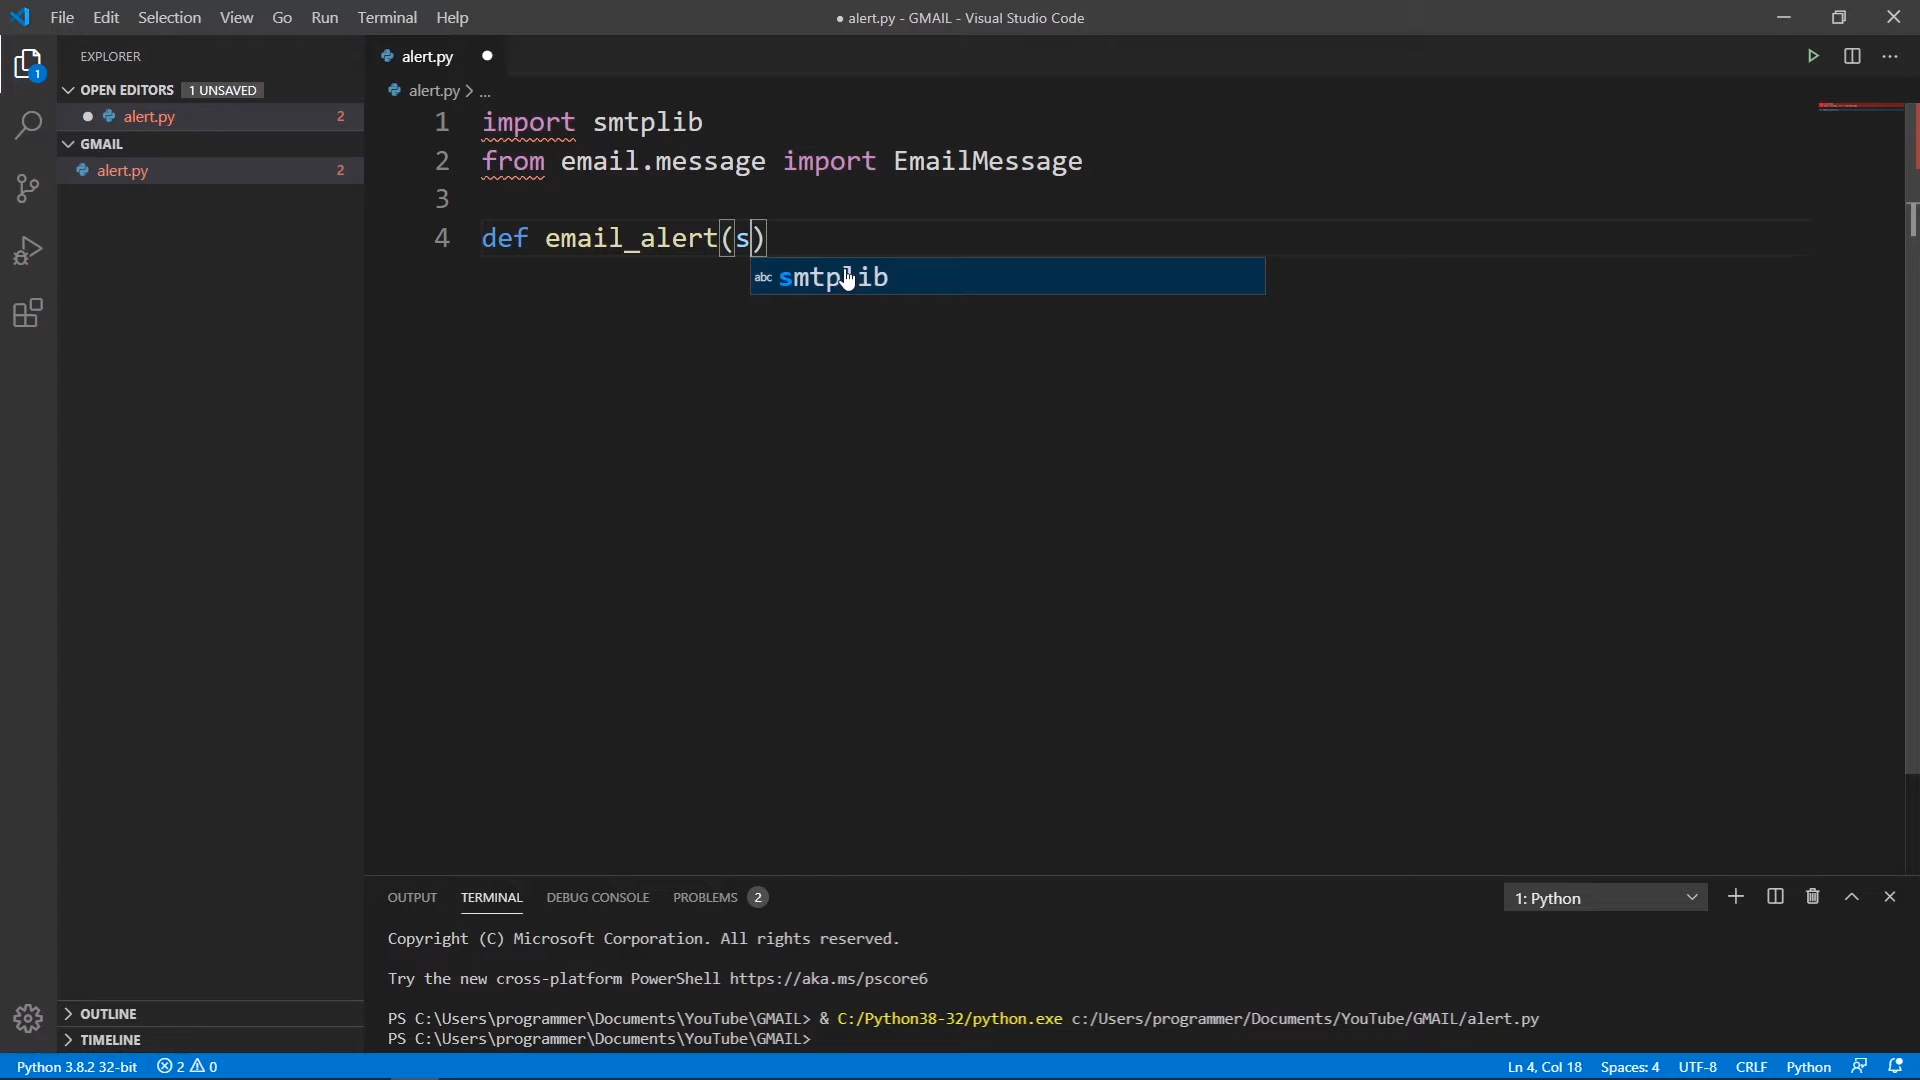 File Edit Selection View Go Run Terminal Help
● alert.py - GMAIL - Visual Studio Code
EXPLORER
OPEN EDITORS 1 UNSAVED
alert.py 2
GMAIL
alert.py 2
OUTLINE
TIMELINE
1
alert.py
alert.py > ...
1 import smtplib
2 from email.message import EmailMessage
3
4 def email_alert(s)
abc smtplib
OUTPUT TERMINAL DEBUG CONSOLE PROBLEMS 2
1: Python
Copyright (C) Microsoft Corporation. All rights reserved.
Try the new cross-platform PowerShell https://aka.ms/pscore6
PS C:\Users\programmer\Documents\YouTube\GMAIL> & C:/Python38-32/python.exe c:/Users/programmer/Documents/YouTube/GMAIL/alert.py
PS C:\Users\programmer\Documents\YouTube\GMAIL>
Python 3.8.2 32-bit 2 0
Ln 4, Col 18 Spaces: 4 UTF-8 CRLF Python